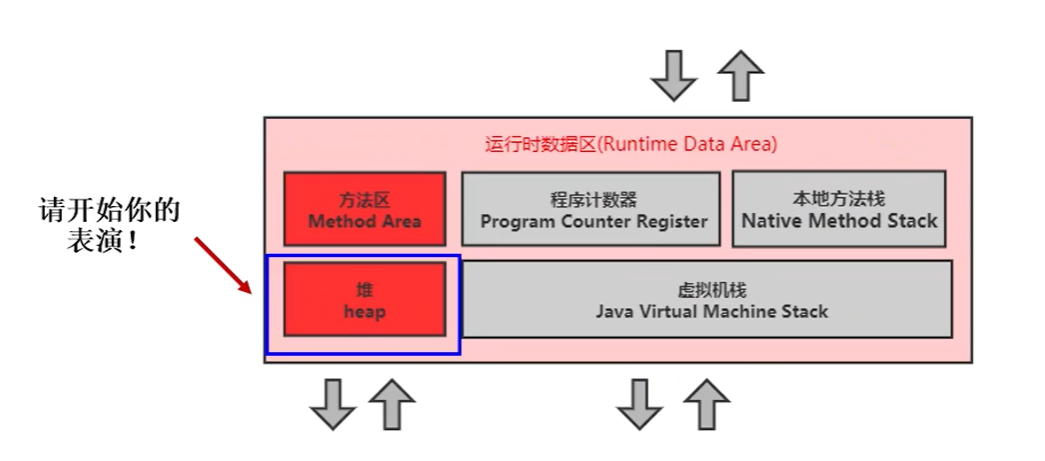 运行时数据区(Runtime Data Area)
请开始你的
表演！
方法区
Method Area
程序计数器
Program Counter Register
本地方法栈
Native Method Stack
堆
heap
虚拟机栈
Java Virtual Machine Stack